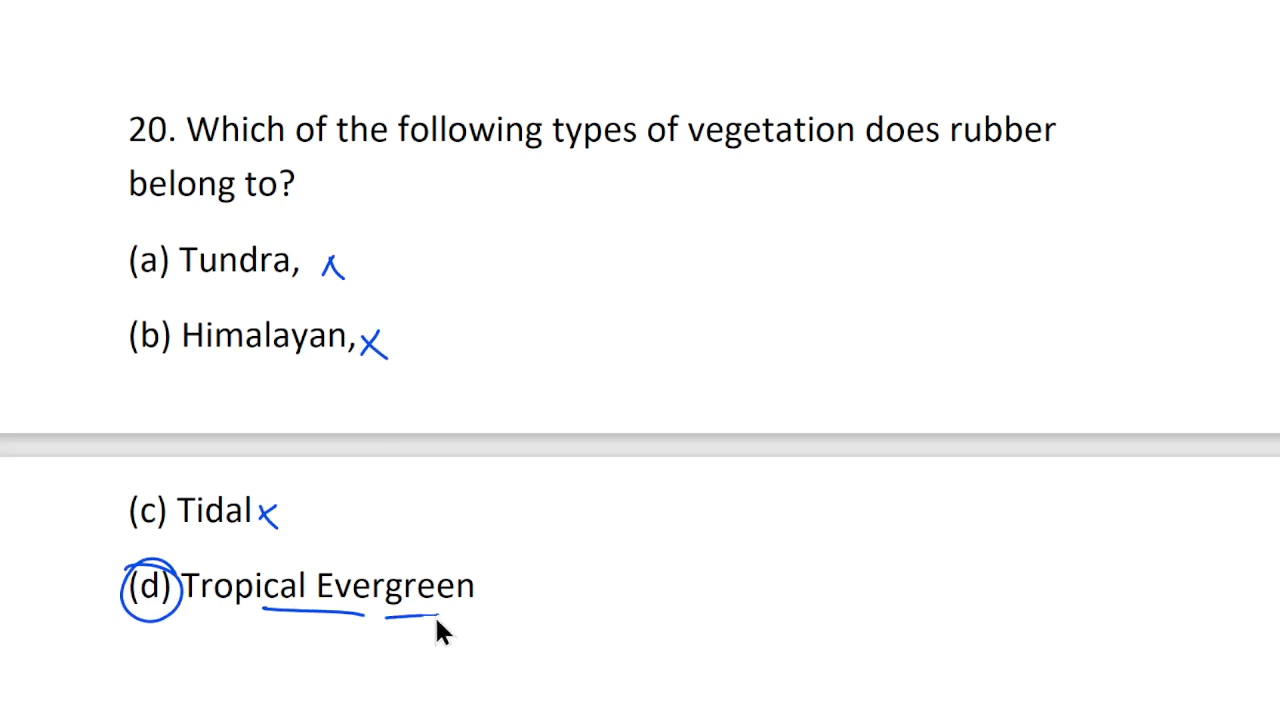 20. Which of the following types of vegetation does rubber
belong to?
(a) Tundra,
(b) Himalayan,
(c) Tidal
(d) Tropical Evergreen